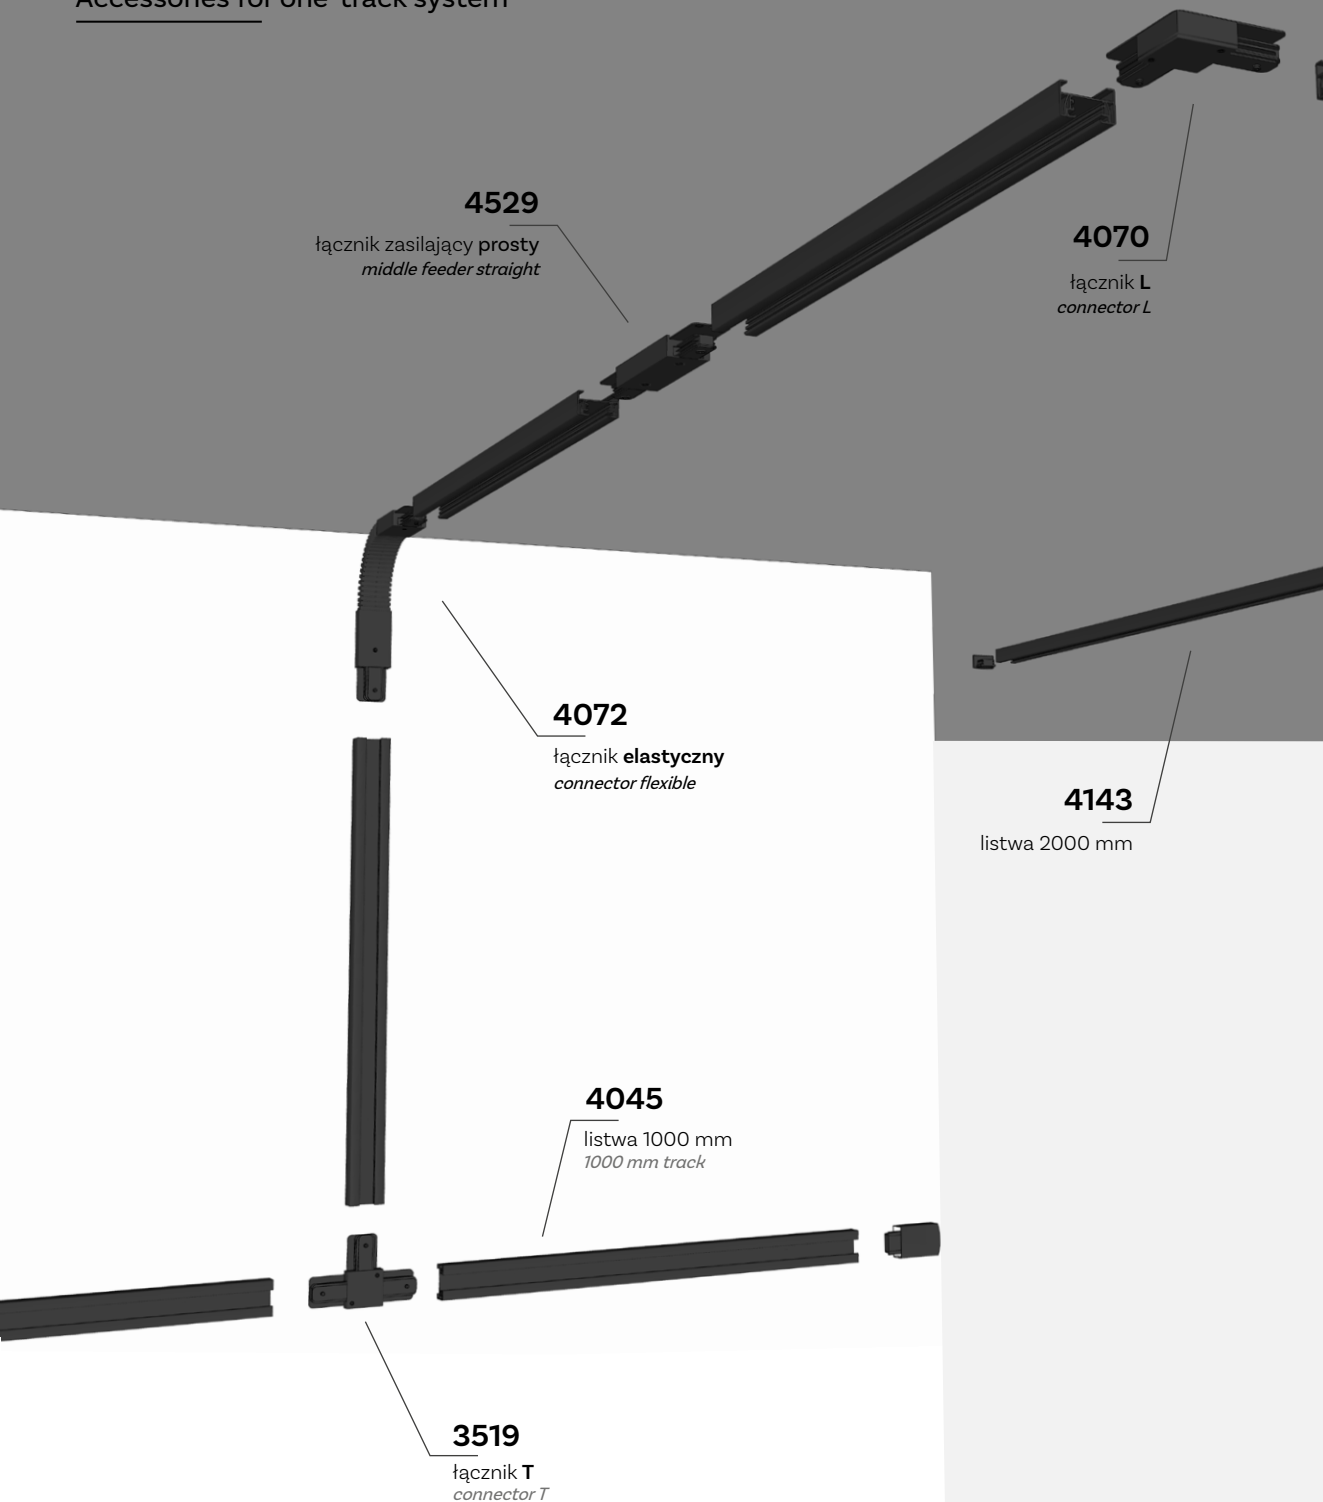 Accessories for one-track system
4529
łącznik zasilający prosty
middle feeder straight
4070
łącznik L
connector L
4072
łącznik elastyczny
connector flexible
4143
listwa 2000 mm
4045
listwa 1000 mm
1000 mm track
3519
łącznik T
connector T